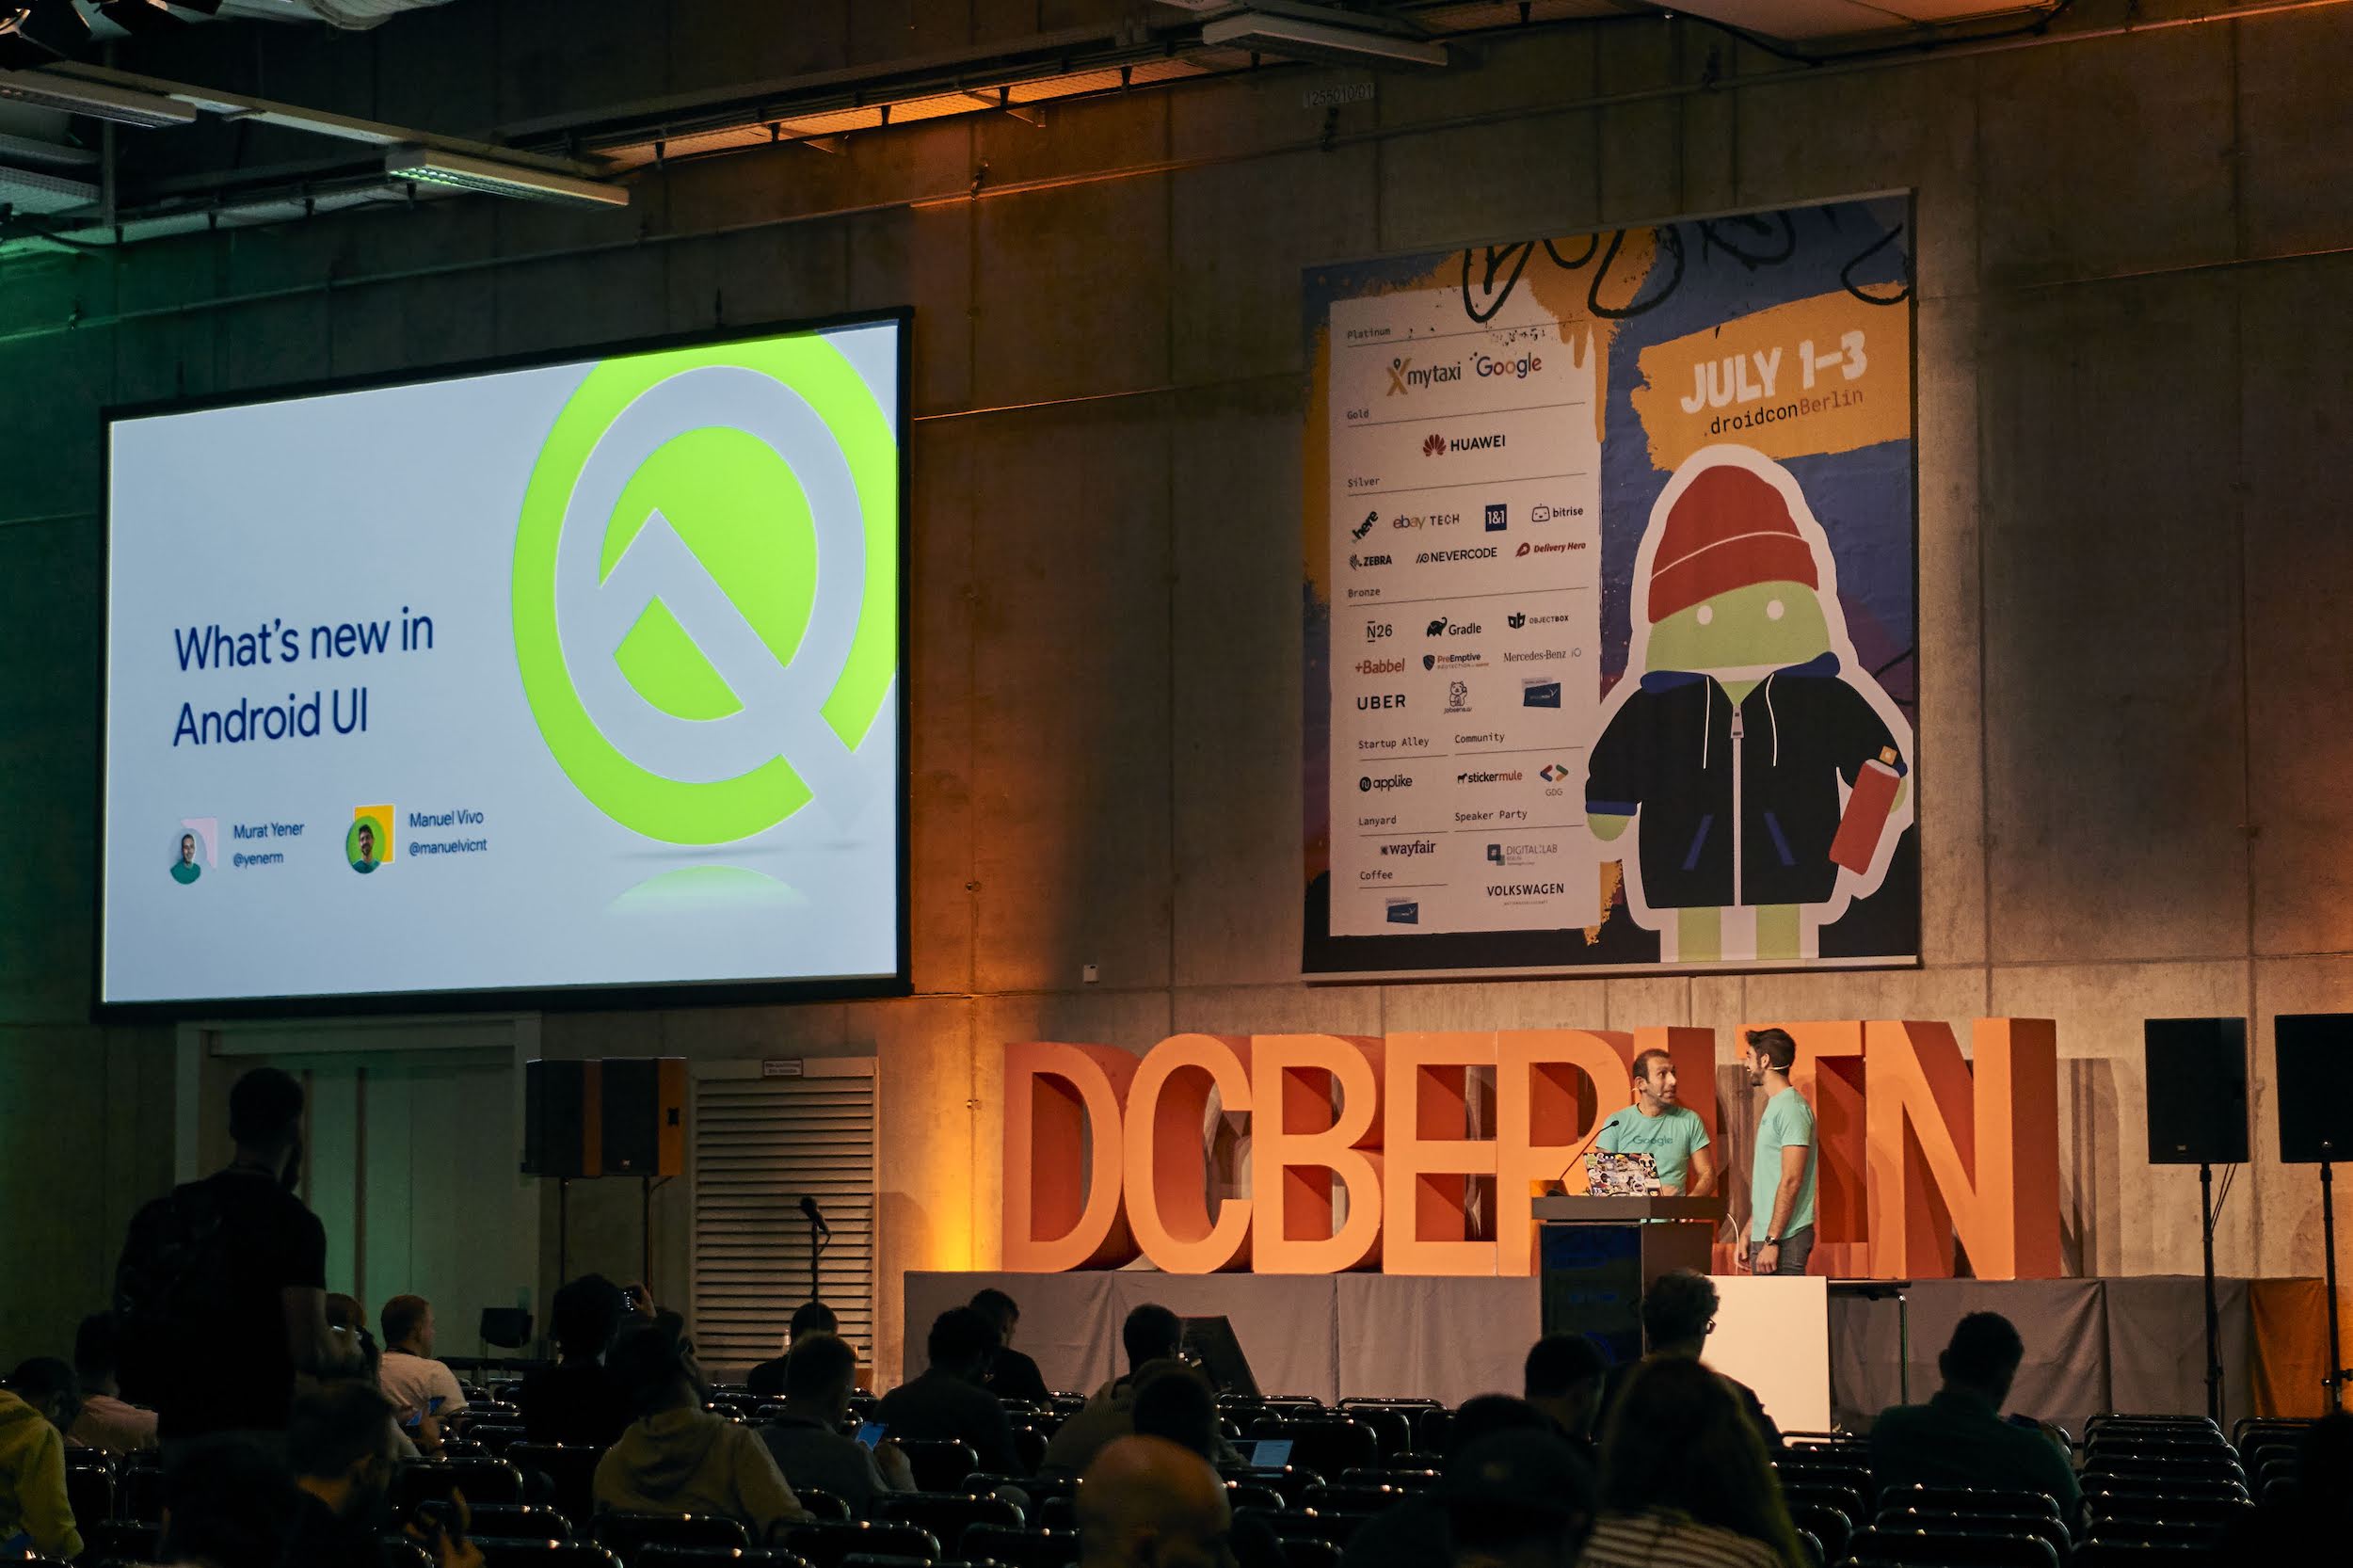 What's new in
Android UI
Murat Yener
@yenerm
Manuel Vivo
@manuelvicnt
Platinum
mytaxi Google
Gold
HUAWEI
Silver
here ebay TECH 1&1 bitrise
ZEBRA NEVERCODE Delivery Hero
Bronze
N26 Gradle OBJECTBOX
+Babbel PreEmptive Mercedes-Benz iO
UBER
Startup Alley
applike
Community
stickermule
GDG
Lanyard
wayfair
Speaker Party
DIGITAL:LAB
VOLKSWAGEN
Coffee
JULY 1–3
droidconBerlin
DCBERLIN
Google